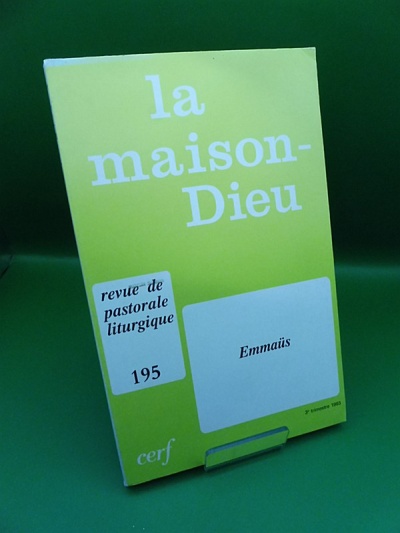 la
maison-
Dieu
revue de
pastorale
liturgique
195
Emmaüs
cerf